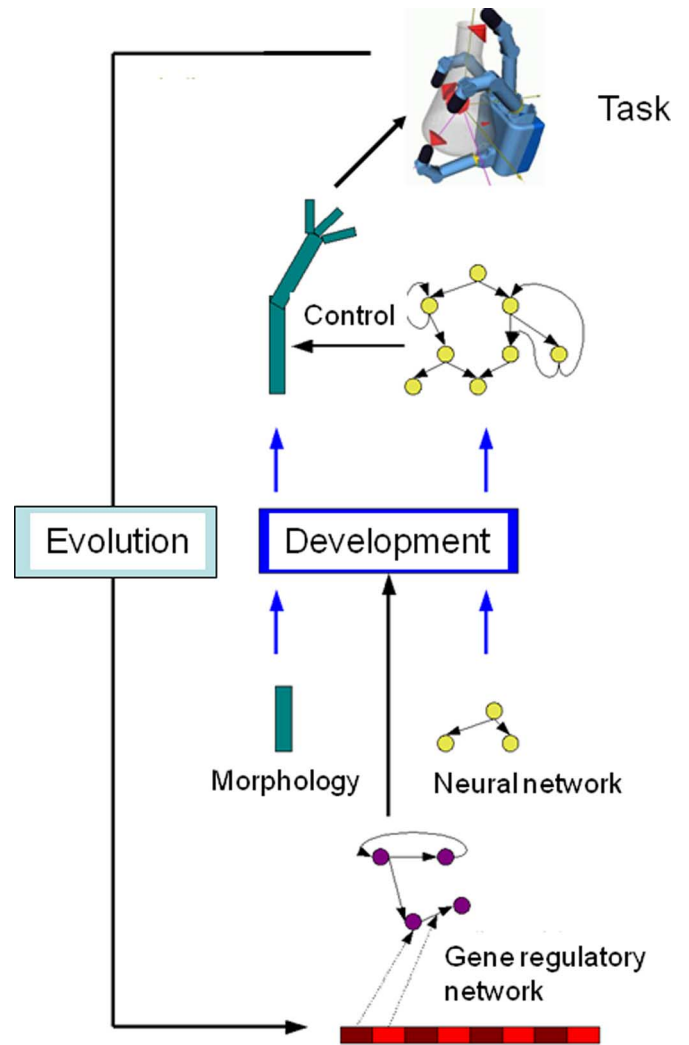 Task
Control
Evolution
Development
Morphology
Neural network
Gene regulatory
network